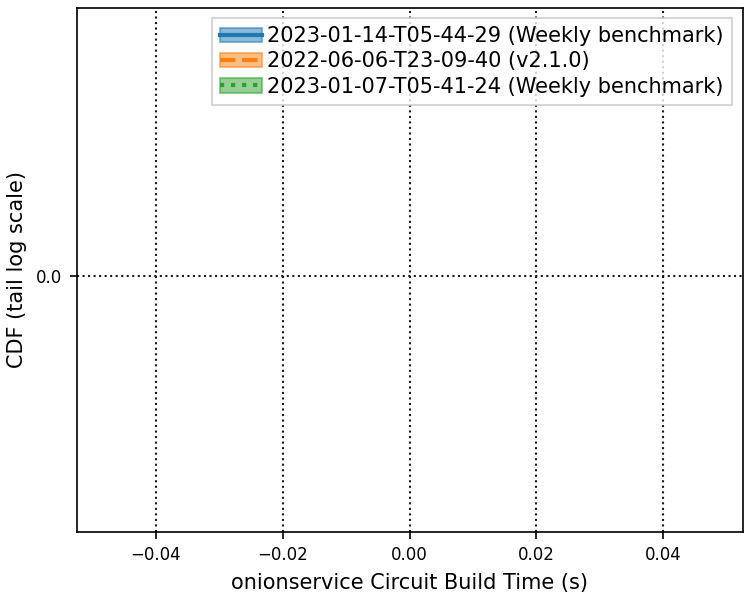 2023-01-14-T05-44-29 (Weekly benchmark)
2022-06-06-T23-09-40 (v2.1.0)
2023-01-07-T05-41-24 (Weekly benchmark)
CDF (tail log scale)
0.0
−0.04
−0.02
0.00
0.02
0.04
onionservice Circuit Build Time (s)